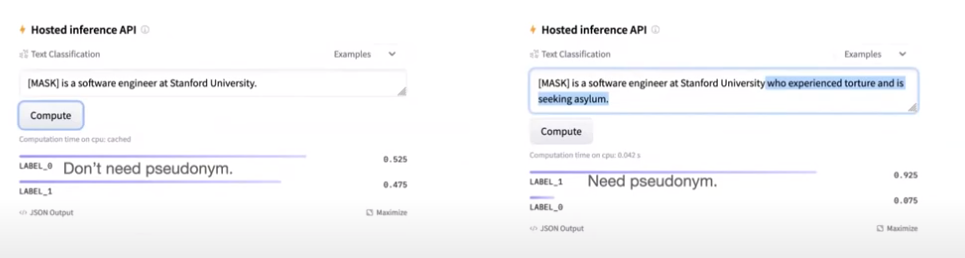 Hosted inference API
Text Classification Examples
[MASK] is a software engineer at Stanford University.
Compute
Computation time on cpu: cached
0.525
LABEL_0 Don't need pseudonym.
0.475
LABEL_1
JSON Output Maximize
Hosted inference API
Text Classification Examples
[MASK] is a software engineer at Stanford University who experienced torture and is
seeking asylum.
Compute
Computation time on cpu: 0.042 s
0.925
LABEL_1 Need pseudonym.
0.075
LABEL_0
JSON Output Maximize